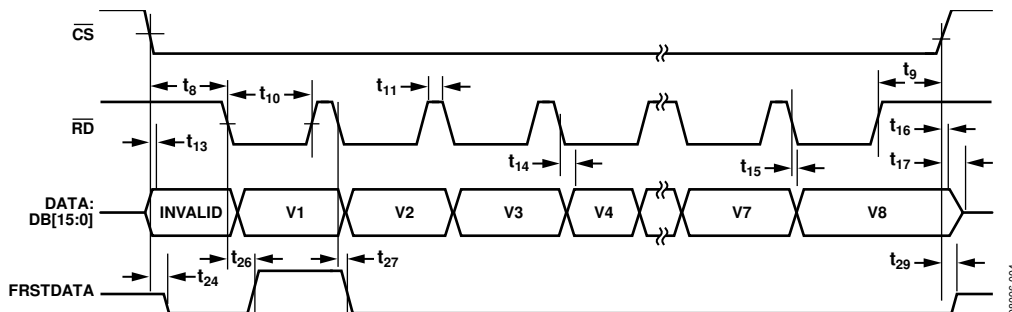 CS
t8
t10
t11
t9
RD
t13
t14
t15
t16
t17
DATA:
DB[15:0]
INVALID
V1
V2
V3
V4
V7
V8
t24
t26
t27
t29
FRSTDATA